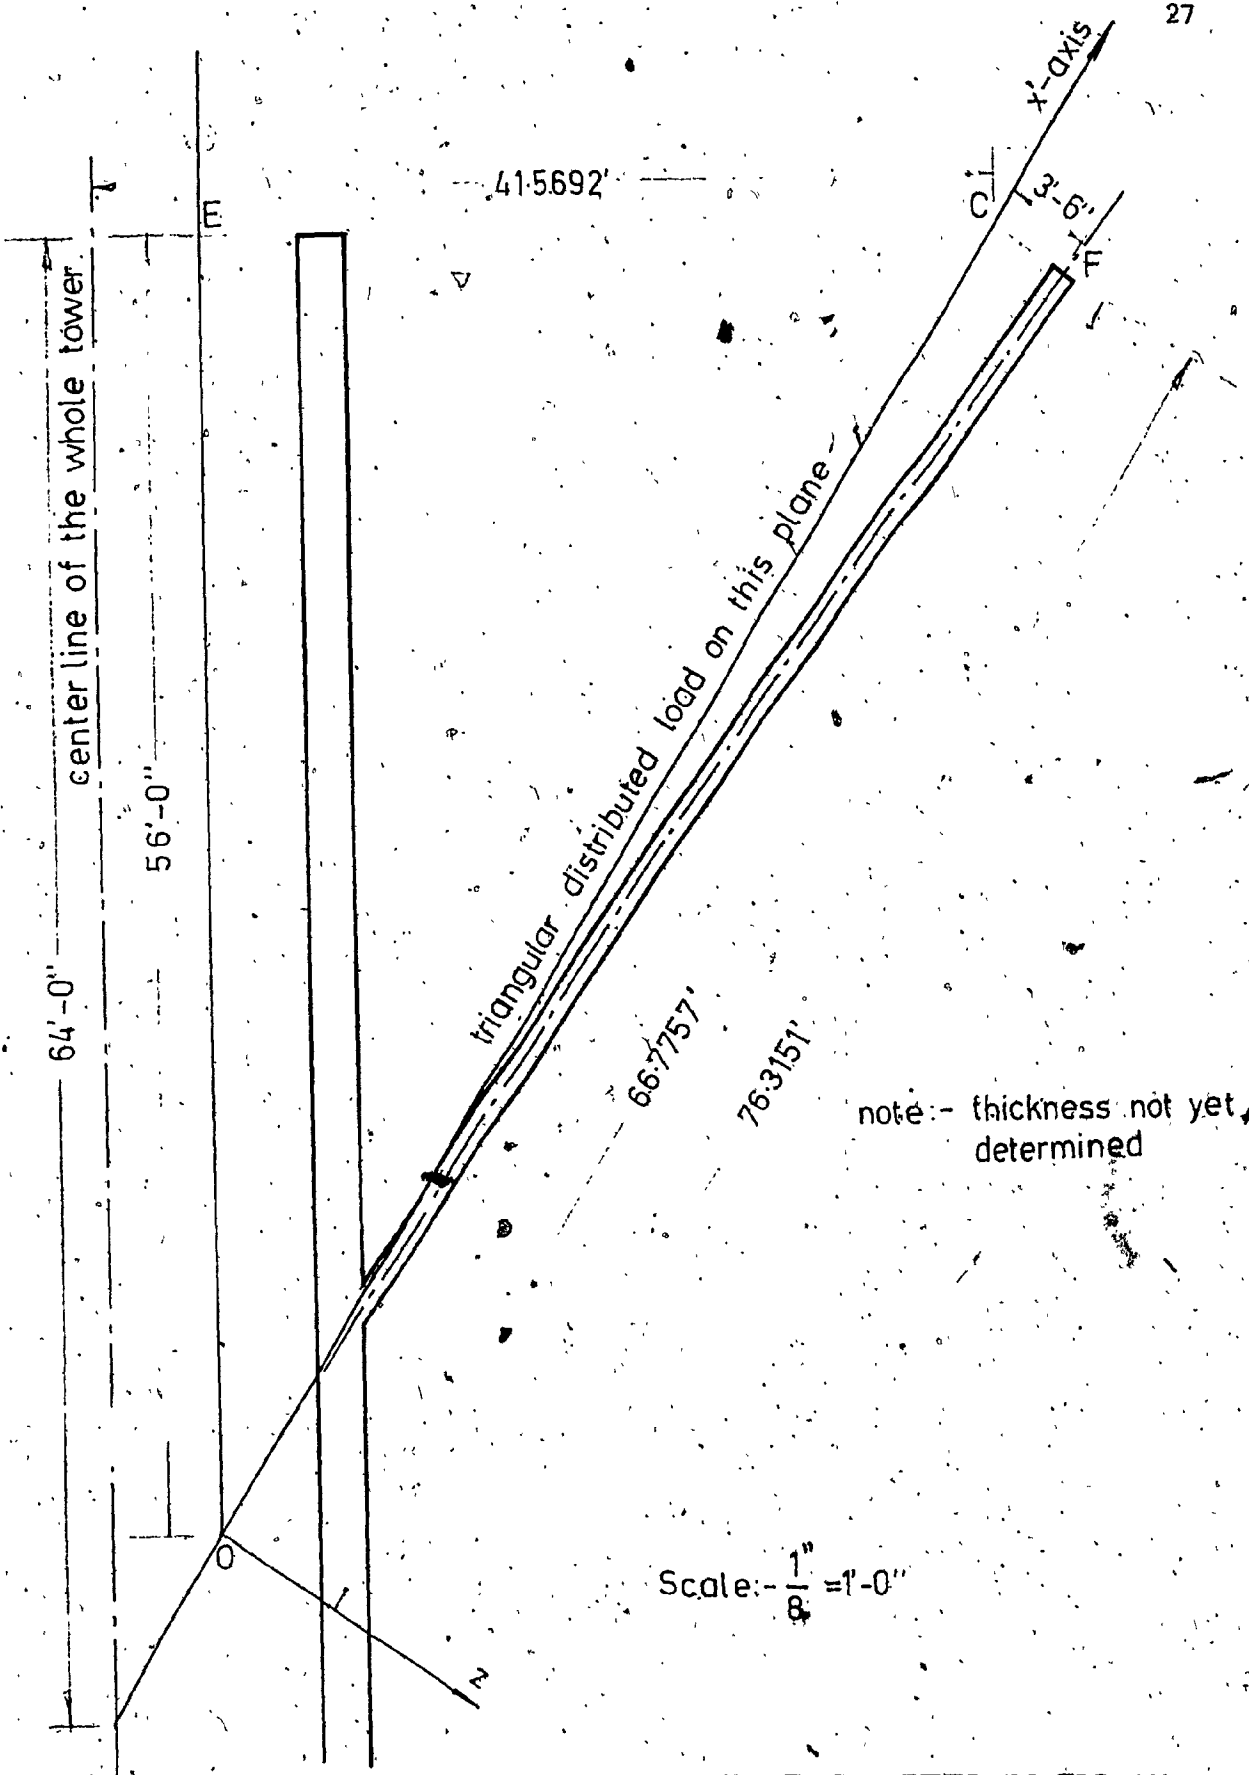 27
x'-axis
41·5692'
C
3'-6"
E
F
center line of the whole tower
56'-0"
64'-0"
triangular distributed load on this plane
66·7757'
76·3151'
note:- thickness not yet
determined
O
Scale:- 1/8" =1'-0"
z